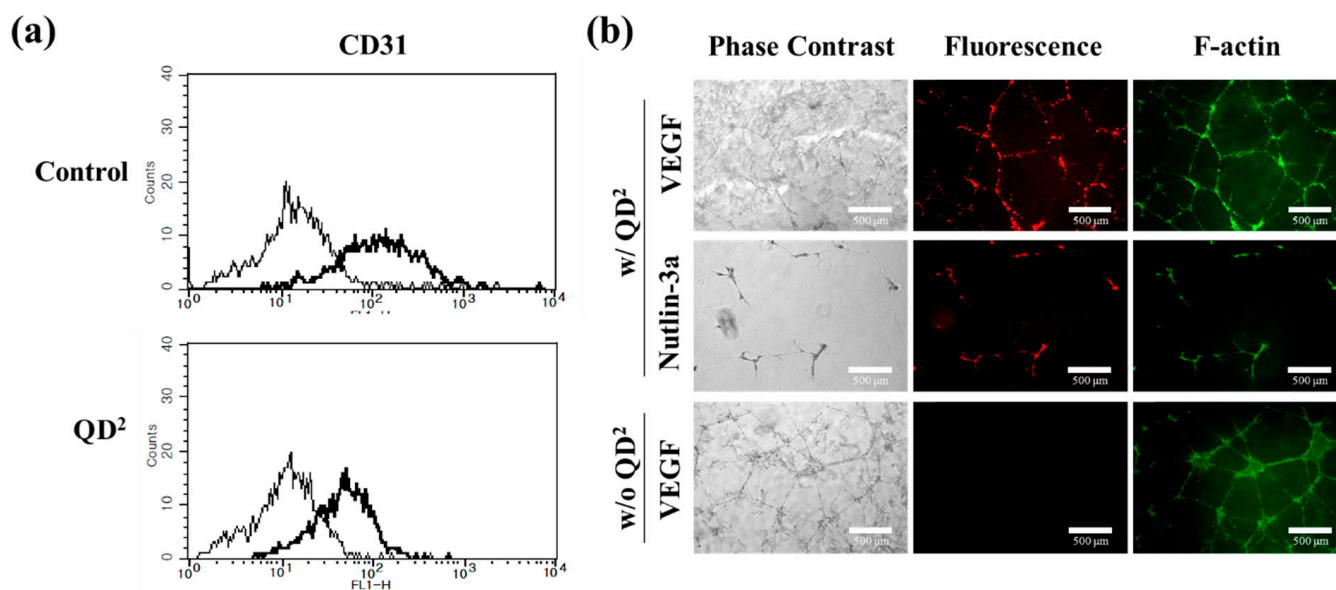 (a)
CD31
Control
Counts
40
30
20
10
0
10⁰ 10¹ 10² 10³ 10⁴
FL1-H
QD²
Counts
40
30
20
10
0
10⁰ 10¹ 10² 10³ 10⁴
FL1-H
(b)
Phase Contrast Fluorescence F-actin
w/ QD²
VEGF
500 µm 500 µm 500 µm
Nutlin-3a
500 µm 500 µm 500 µm
w/o QD²
VEGF
500 µm 500 µm 500 µm